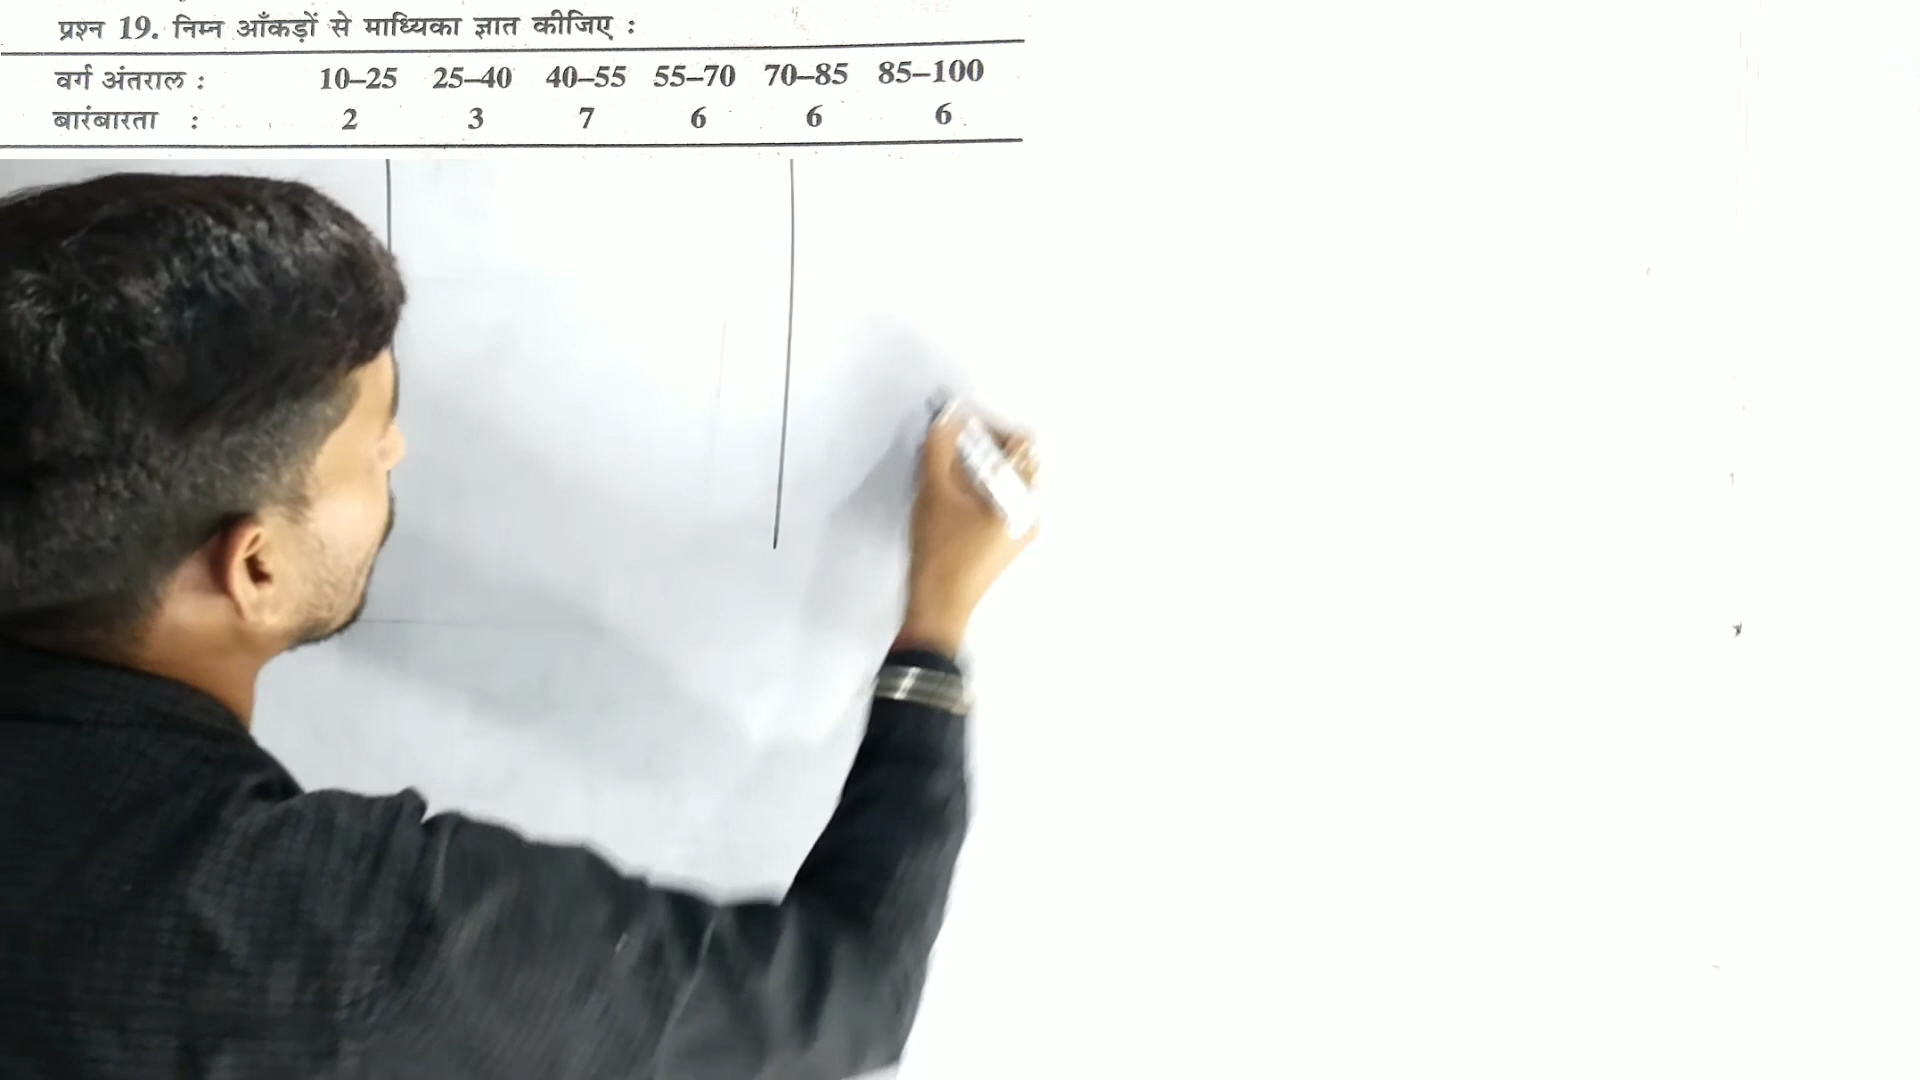 प्रश्न 19. निम्न आँकड़ों से माध्यिका ज्ञात कीजिए :
वर्ग अंतराल : 10–25 25–40 40–55 55–70 70–85 85–100
बारंबारता : 2 3 7 6 6 6